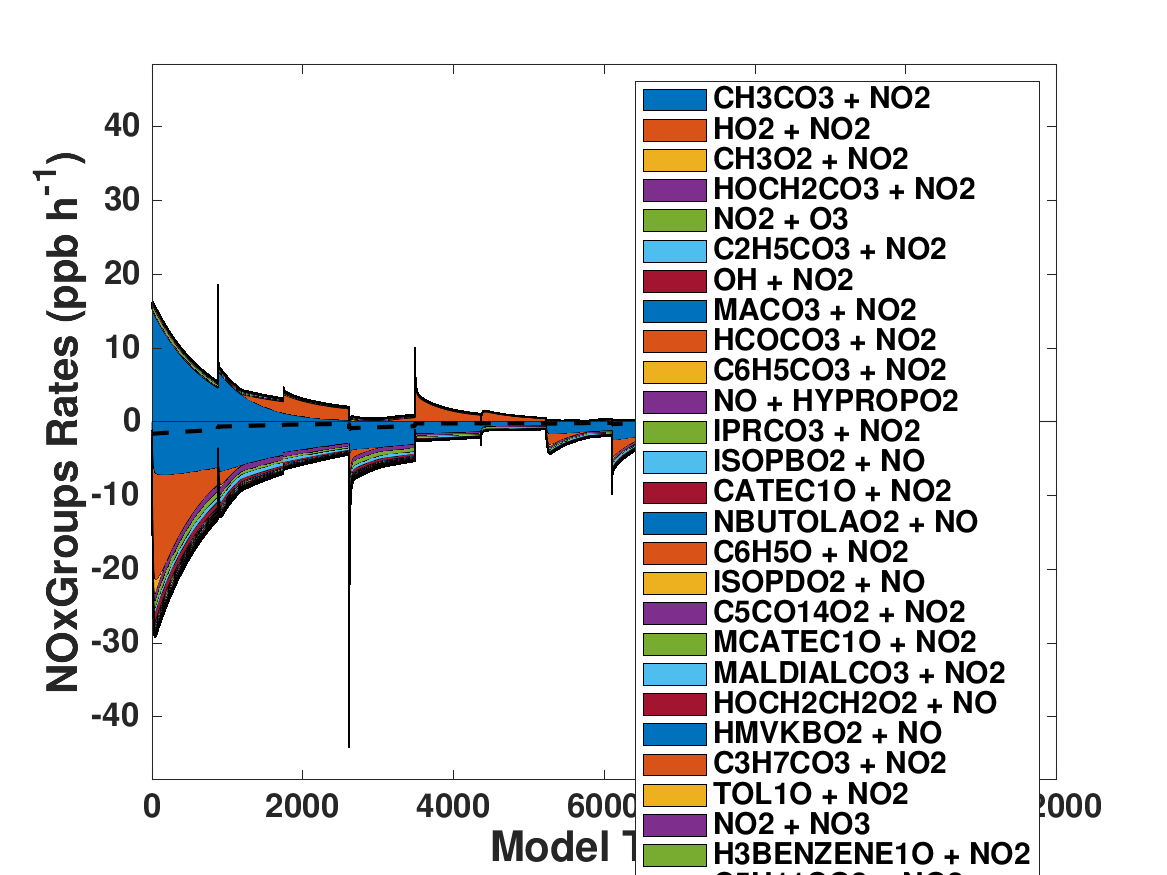 NOxGroups Rates (ppb h-1)
40
30
20
10
0
-10
-20
-30
-40
0
2000
4000
6000
2000
Model T
CH3CO3 + NO2
HO2 + NO2
CH3O2 + NO2
HOCH2CO3 + NO2
NO2 + O3
C2H5CO3 + NO2
OH + NO2
MACO3 + NO2
HCOCO3 + NO2
C6H5CO3 + NO2
NO + HYPROPO2
IPRCO3 + NO2
ISOPBO2 + NO
CATEC1O + NO2
NBUTOLAO2 + NO
C6H5O + NO2
ISOPDO2 + NO
C5CO14O2 + NO2
MCATEC1O + NO2
MALDIALCO3 + NO2
HOCH2CH2O2 + NO
HMVKBO2 + NO
C3H7CO3 + NO2
TOL1O + NO2
NO2 + NO3
H3BENZENE1O + NO2